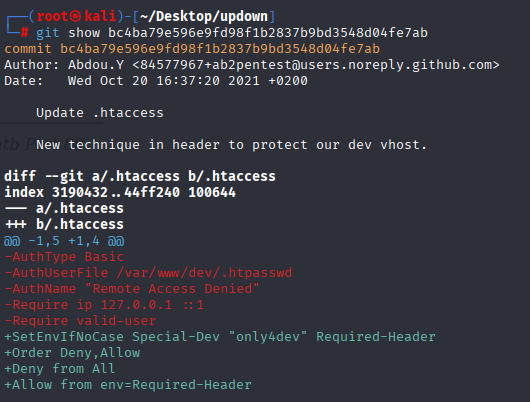 ┌──(root㉿kali)-[~/Desktop/updown]
└─# git show bc4ba79e596e9fd98f1b2837b9bd3548d04fe7ab
commit bc4ba79e596e9fd98f1b2837b9bd3548d04fe7ab
Author: Abdou.Y <84577967+ab2pentest@users.noreply.github.com>
Date:   Wed Oct 20 16:37:20 2021 +0200

    Update .htaccess

    New technique in header to protect our dev vhost.

diff --git a/.htaccess b/.htaccess
index 3190432..44ff240 100644
--- a/.htaccess
+++ b/.htaccess
@@ -1,5 +1,4 @@
-AuthType Basic
-AuthUserFile /var/www/dev/.htpasswd
-AuthName "Remote Access Denied"
-Require ip 127.0.0.1 ::1
-Require valid-user
+SetEnvIfNoCase Special-Dev "only4dev" Required-Header
+Order Deny,Allow
+Deny from All
+Allow from env=Required-Header